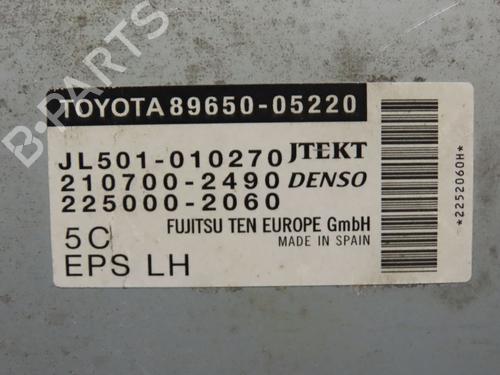 B-PARTS
TOYOTA 89650-05220
JL501-010270 JTEKT
210700-2490 DENSO
225000-2060
5C FUJITSU TEN EUROPE GmbH
MADE IN SPAIN
EPS LH
*2252060H*